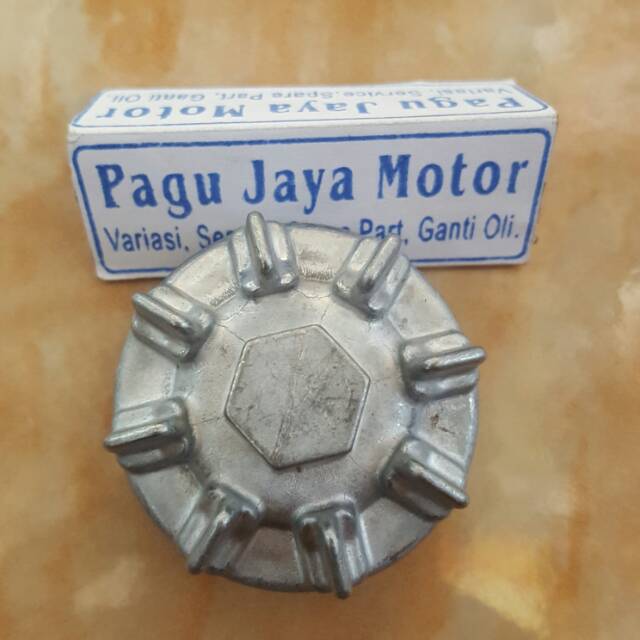 Pagu Jaya Motor
Variasi, Service, Spare Part, Ganti Oli
Pagu Jaya Motor
Variasi, Part, Ganti Oli.